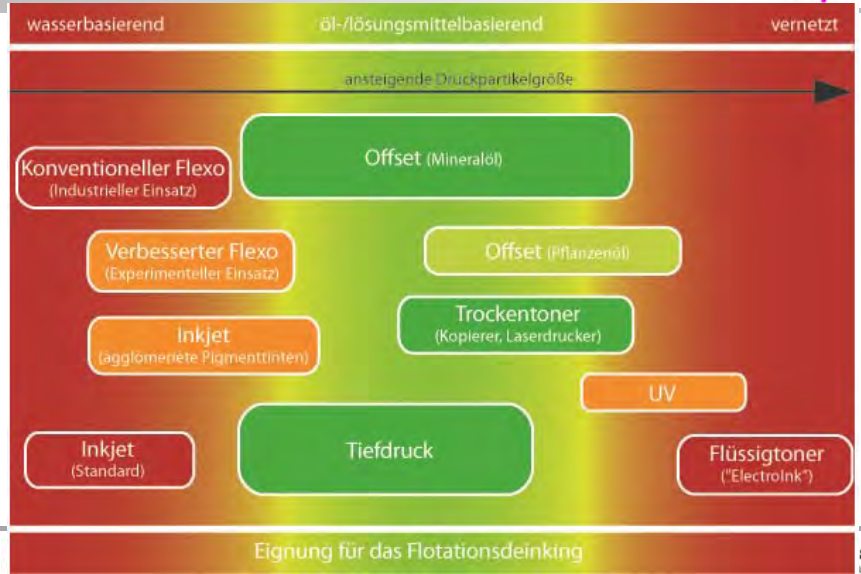 wasserbasierend öl-/lösungsmittelbasierend vernetzt
ansteigende Druckpartikelgröße
Offset (Mineralöl)
Konventioneller Flexo
(Industrieller Einsatz)
Verbesserter Flexo
(Experimenteller Einsatz)
Offset (Pflanzenöl)
Trockentoner
(Kopierer, Laserdrucker)
Inkjet
(agglomeriete Pigmenttinten)
UV
Inkjet
(Standard)
Tiefdruck
Flüssigtoner
("ElectroInk")
Eignung für das Flotationsdeinking